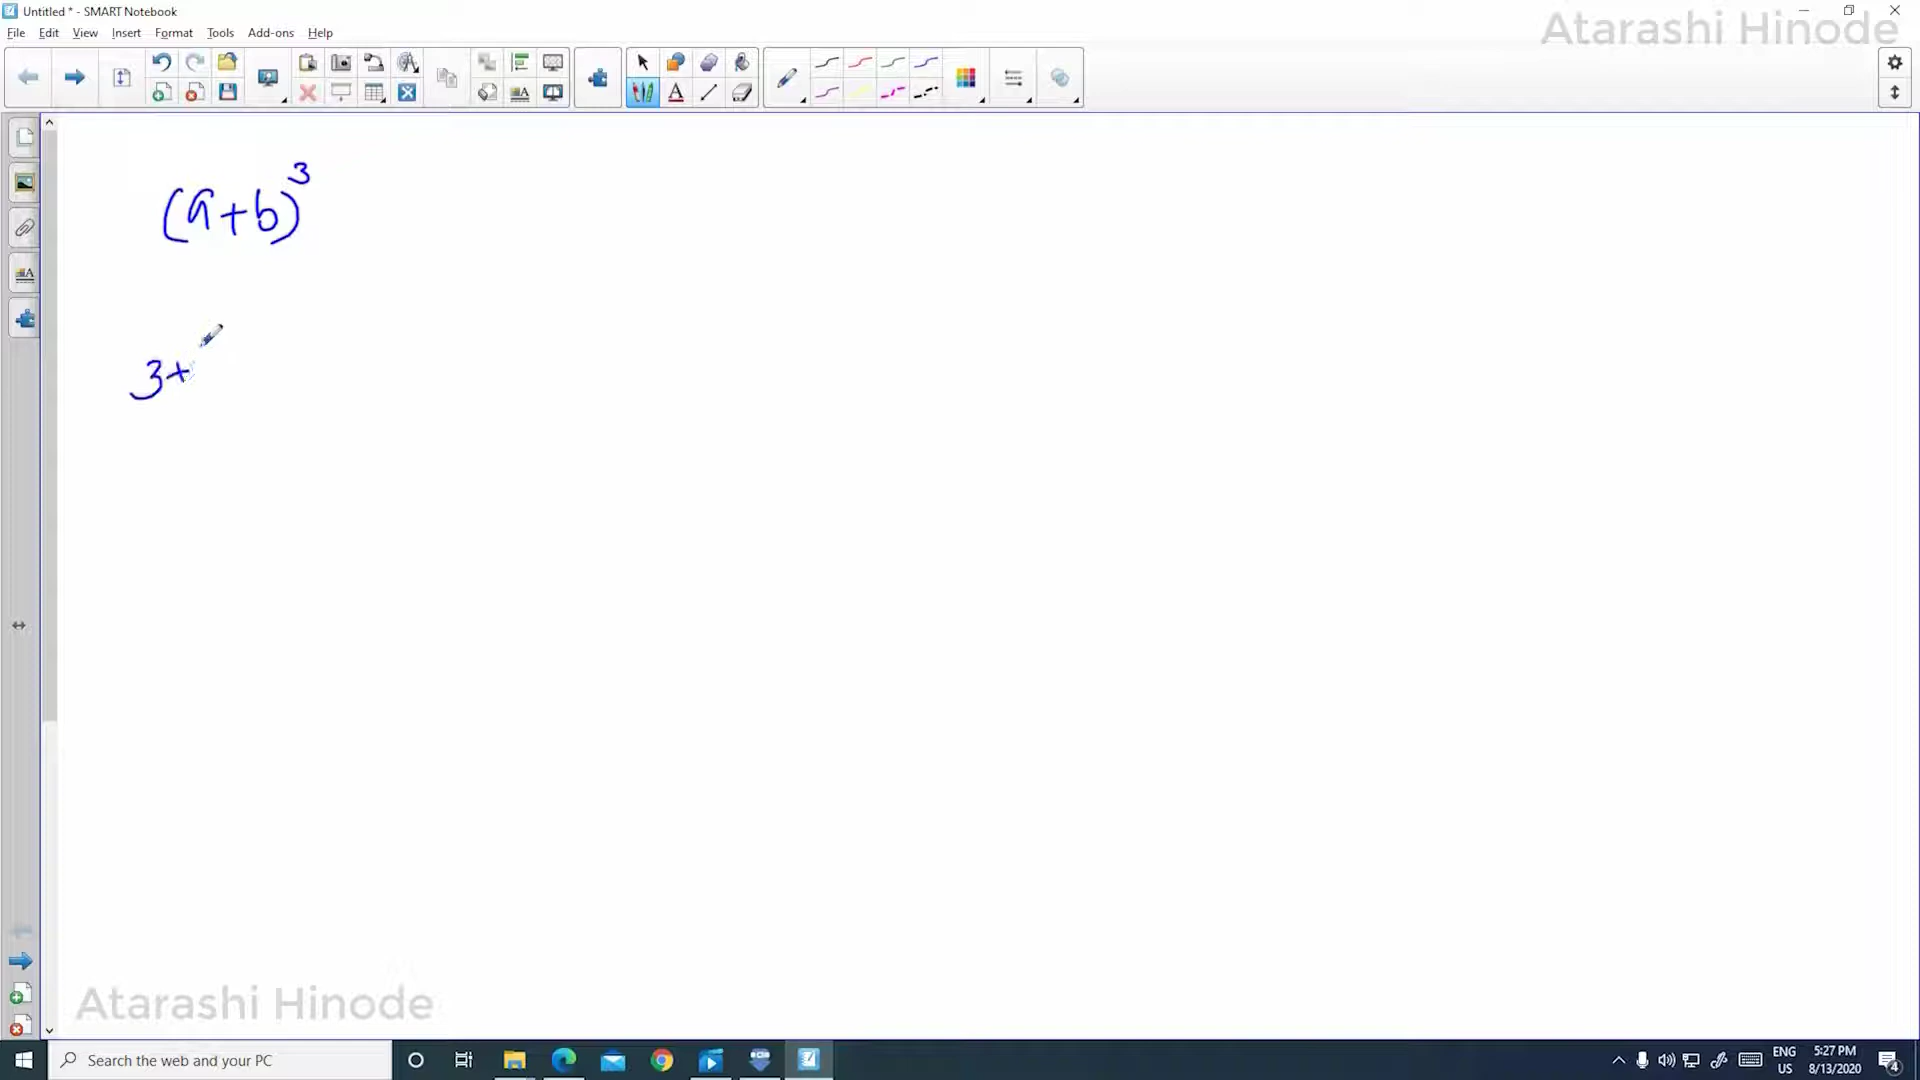 Untitled * - SMART Notebook
Atarashi Hinode
File Edit View Insert Format Tools Add-ons Help
(a+b)³
3+
Atarashi Hinode
Search the web and your PC
ENG
US
5:27 PM
8/13/2020
4